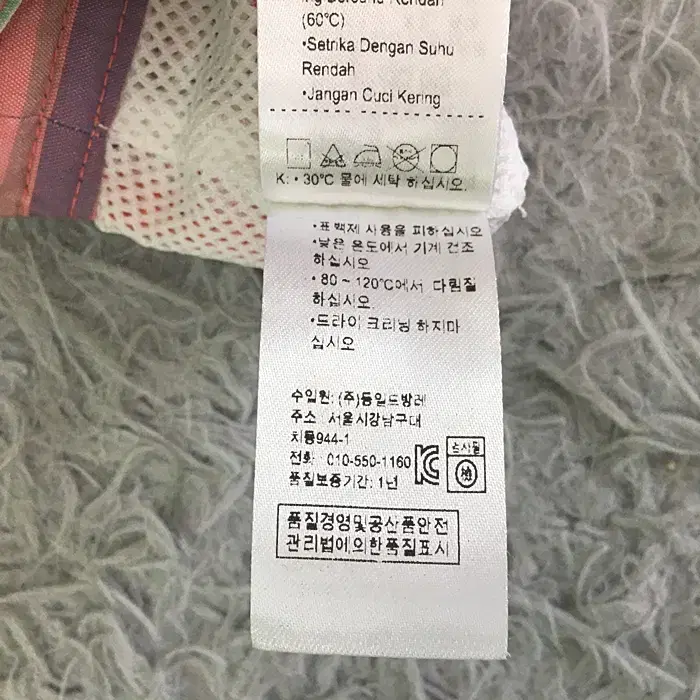 (60°C)
•Setrika Dengan Suhu
Rendah
•Jangan Cuci Kering
K: • 30°C 물에 세탁 하십시오.
•표백제 사용을 피하십시오
•낮은 온도에서 기계 건조
하십시오
• 80 ~ 120°C에서 다림질
하십시오.
•드라이 크리닝 하지마
십시오
수입원: (주)동일드방레
주소 : 서울시강남구대
치동944-1
전화 : 010-550-1160
품질보증기간: 1년
품질경영및공산품안전
관리법에의한품질표시